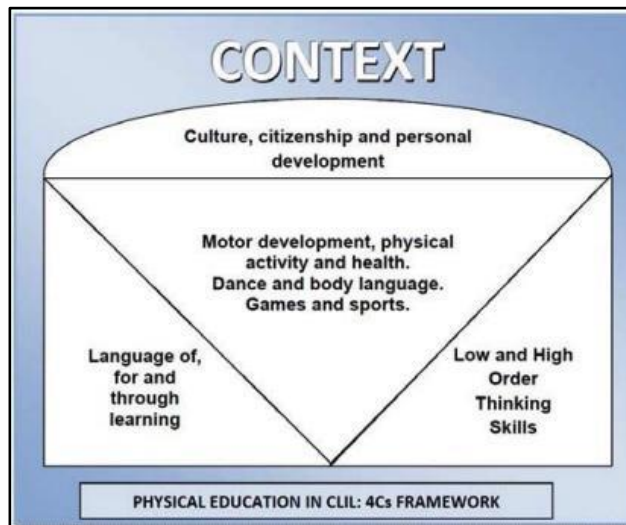 CONTEXT
Culture, citizenship and personal
development
Motor development, physical
activity and health.
Dance and body language.
Games and sports.
Language of,
for and
through
learning
Low and High
Order
Thinking
Skills
PHYSICAL EDUCATION IN CLIL: 4Cs FRAMEWORK